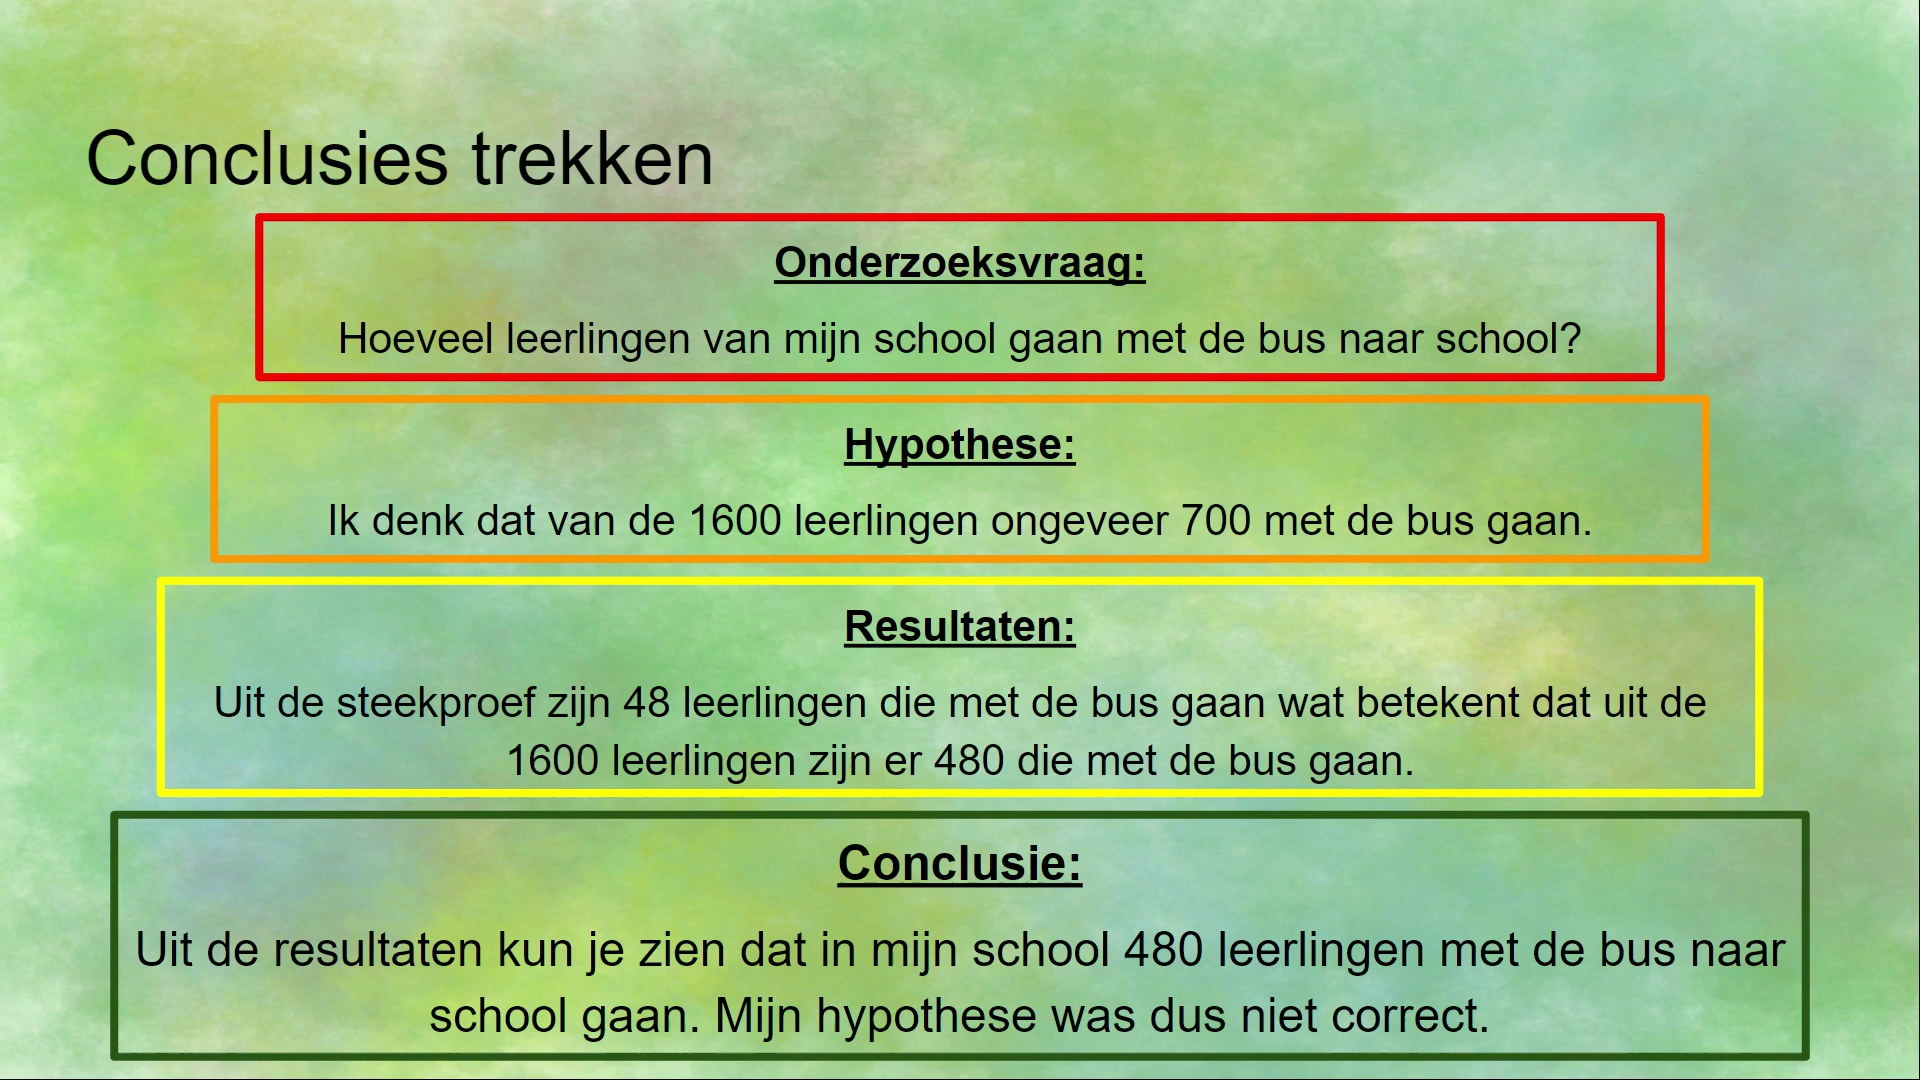 Conclusies trekken
Onderzoeksvraag:
Hoeveel leerlingen van mijn school gaan met de bus naar school?
Hypothese:
Ik denk dat van de 1600 leerlingen ongeveer 700 met de bus gaan.
Resultaten:
Uit de steekproef zijn 48 leerlingen die met de bus gaan wat betekent dat uit de
1600 leerlingen zijn er 480 die met de bus gaan.
Conclusie:
Uit de resultaten kun je zien dat in mijn school 480 leerlingen met de bus naar
school gaan. Mijn hypothese was dus niet correct.